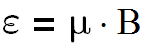 ε = μ · B